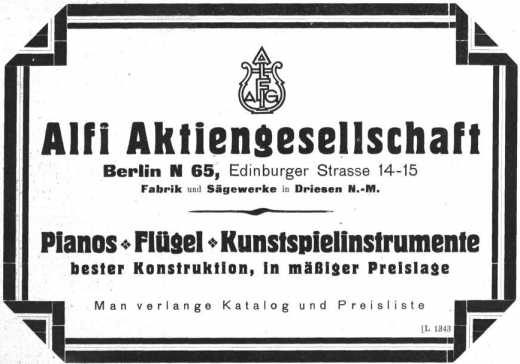 ALFI
A G
Alfi Aktiengesellschaft
Berlin N 65, Edinburger Strasse 14-15
Fabrik und Sägewerke in Driesen N.-M.
Pianos ❖ Flügel ❖ Kunstspielinstrumente
bester Konstruktion, in mäßiger Preislage
Man verlange Katalog und Preisliste
[L 1343